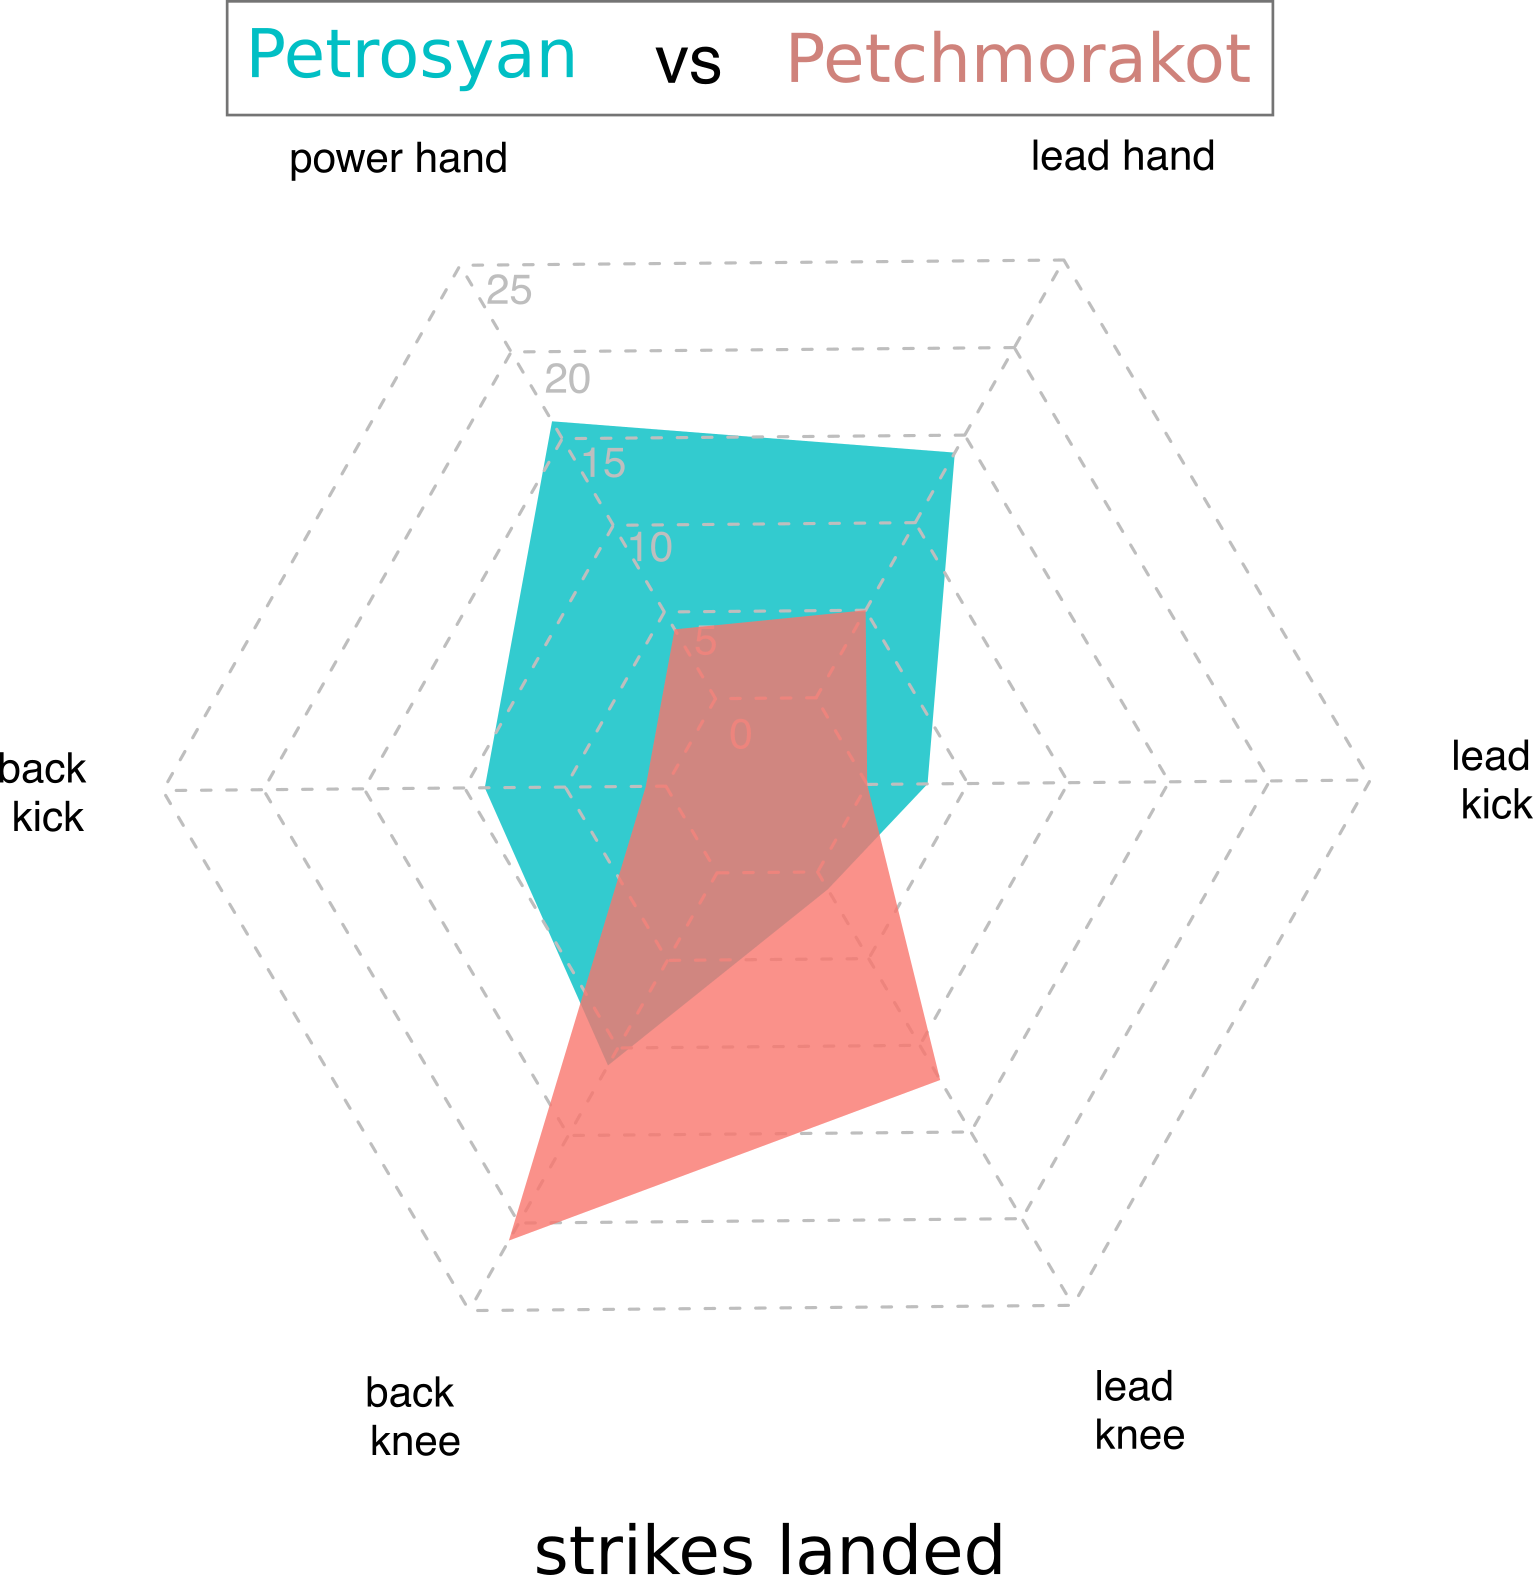 Petrosyan vs Petchmorakot
power hand
lead hand
25
20
15
10
5
0
back
kick
lead
kick
back
knee
lead
knee
strikes landed